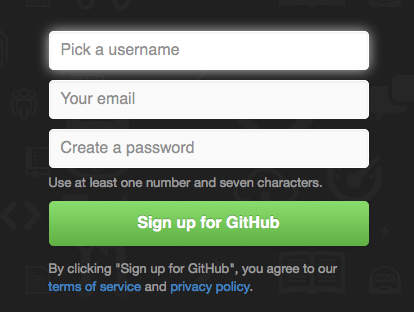 Pick a username
Your email
Create a password
Use at least one number and seven characters.
Sign up for GitHub
By clicking "Sign up for GitHub", you agree to our
terms of service and privacy policy.